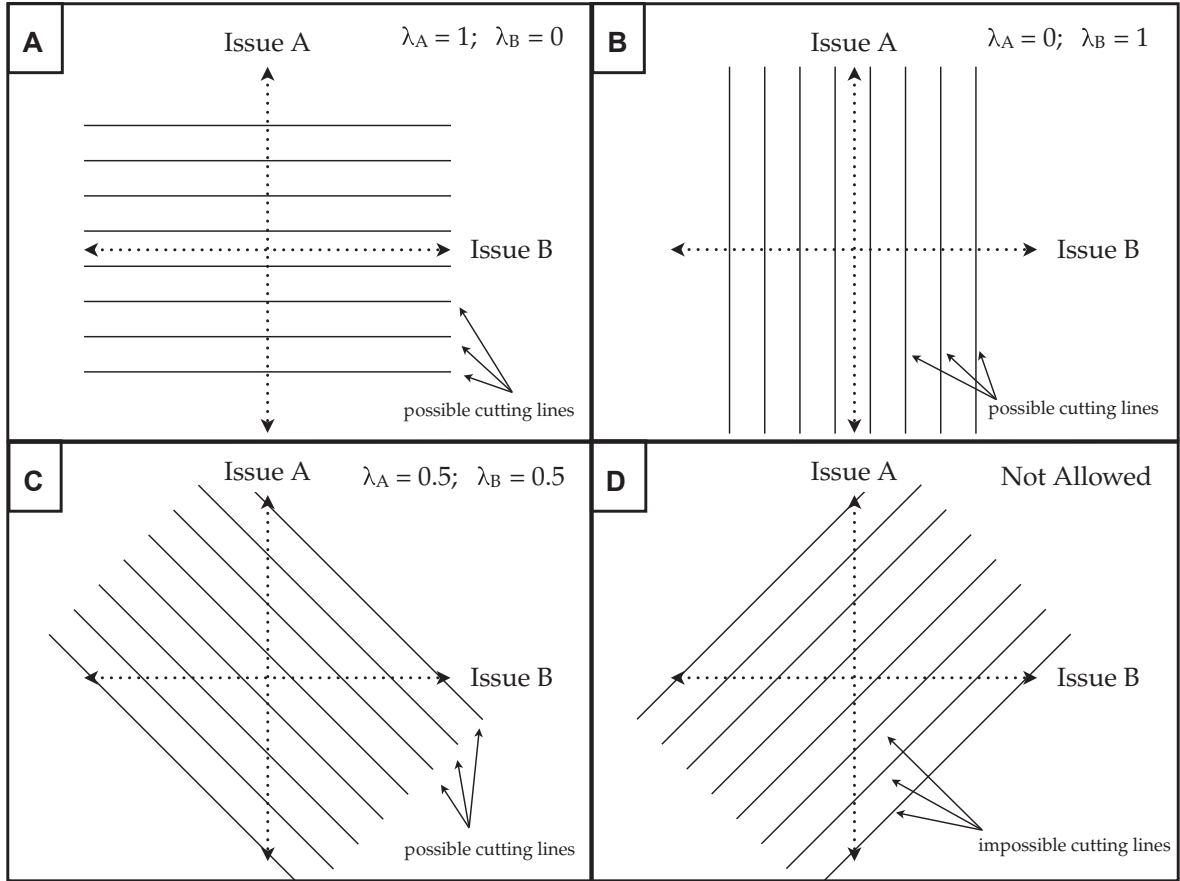 A
Issue A
λA = 1; λB = 0
Issue B
possible cutting lines
B
Issue A
λA = 0; λB = 1
Issue B
possible cutting lines
C
Issue A
λA = 0.5; λB = 0.5
Issue B
possible cutting lines
D
Issue A
Not Allowed
Issue B
impossible cutting lines